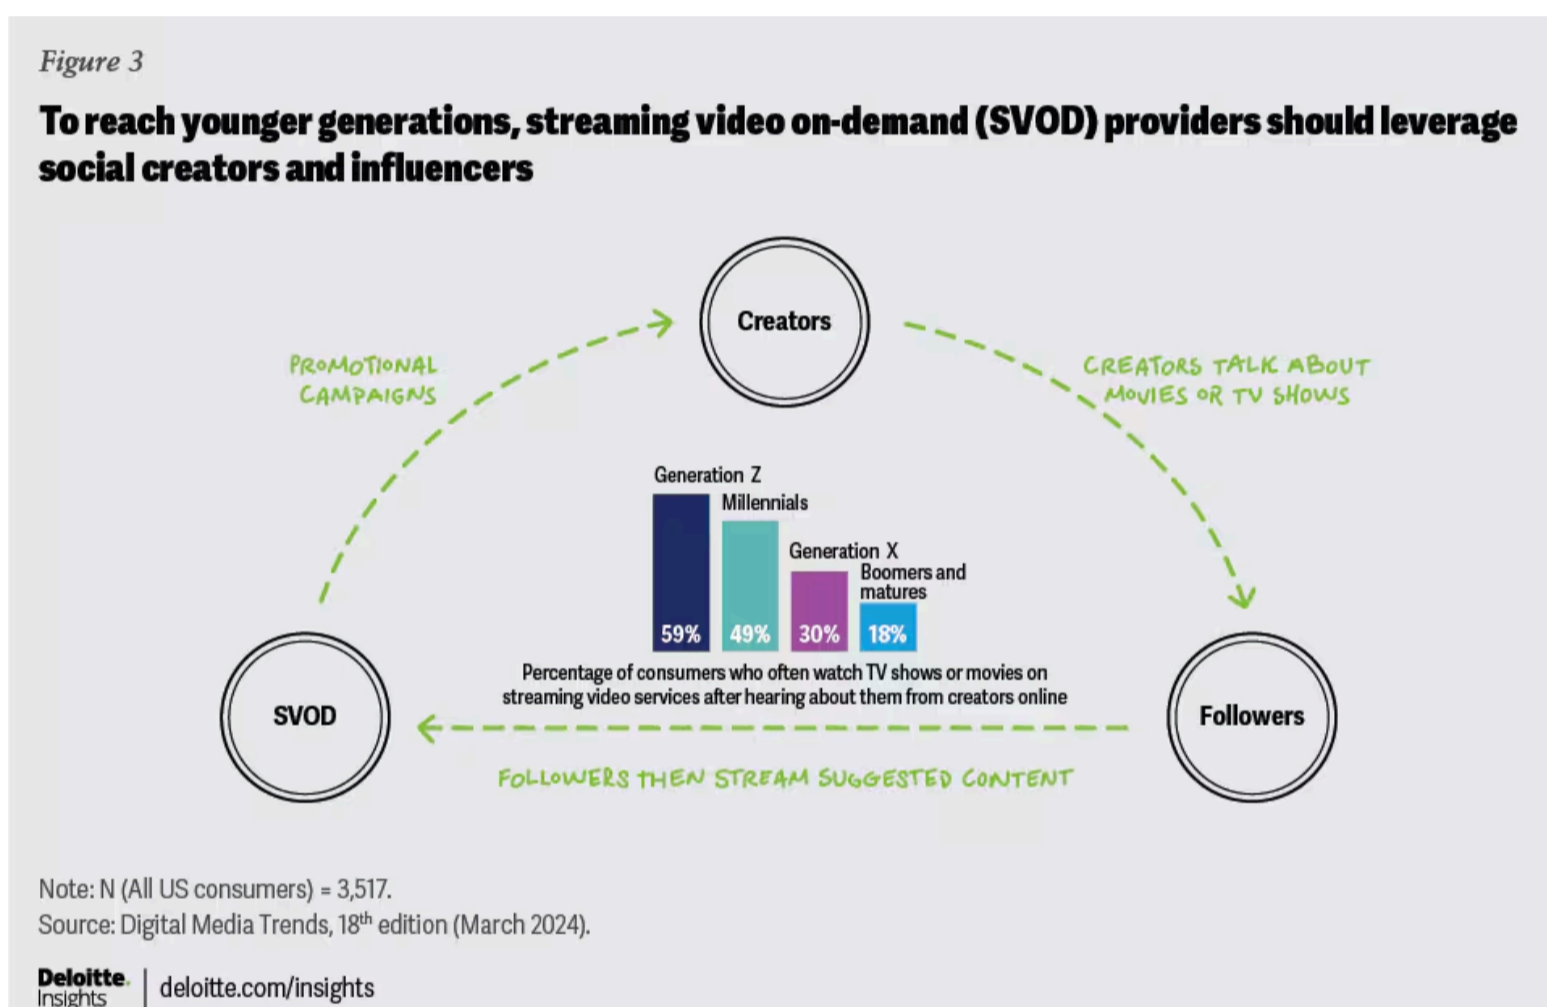 Figure 3
To reach younger generations, streaming video on-demand (SVOD) providers should leverage
social creators and influencers
Creators
PROMOTIONAL
CAMPAIGNS
CREATORS TALK ABOUT
MOVIES OR TV SHOWS
Generation Z
Millennials
Generation X
Boomers and
matures
59%
49%
30%
18%
Percentage of consumers who often watch TV shows or movies on
streaming video services after hearing about them from creators online
SVOD
Followers
FOLLOWERS THEN STREAM SUGGESTED CONTENT
Note: N (All US consumers) = 3,517.
Source: Digital Media Trends, 18th edition (March 2024).
Deloitte.
Insights
deloitte.com/insights